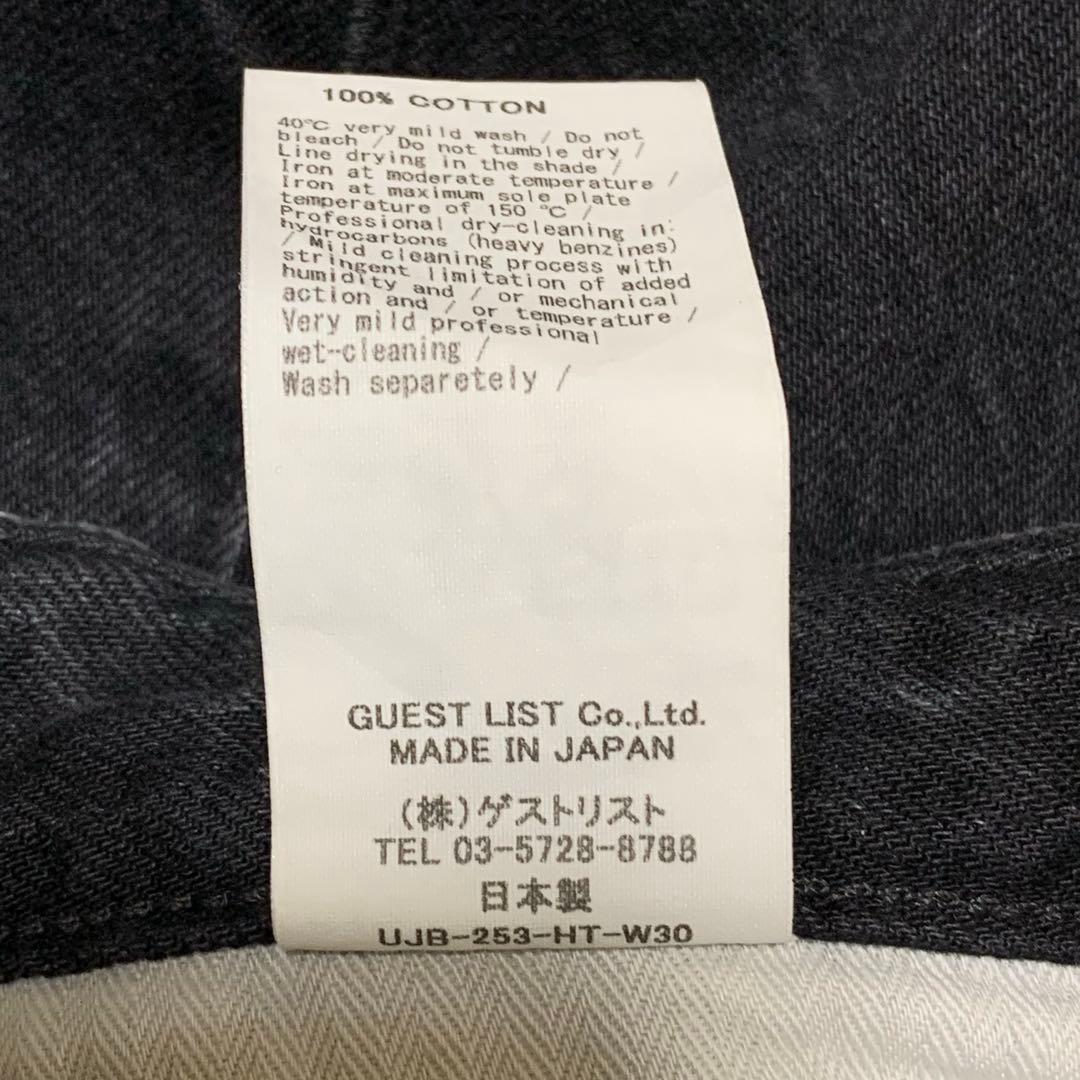 100% COTTON
40℃ very mild wash / Do not
bleach / Do not tumble dry /
Line drying in the shade /
Iron at moderate temperature /
Iron at maximum sole plate
temperature of 150 ℃ /
Professional dry-cleaning in:
hydrocarbons (heavy benzines)
/ Mild cleaning process with
stringent limitation of added
humidity and / or mechanical
action and / or temperature /
Very mild professional
wet-cleaning /
Wash separetely /
GUEST LIST Co.,Ltd.
MADE IN JAPAN
(株)ゲストリスト
TEL 03-5728-8788
日本製
UJB-253-HT-W30